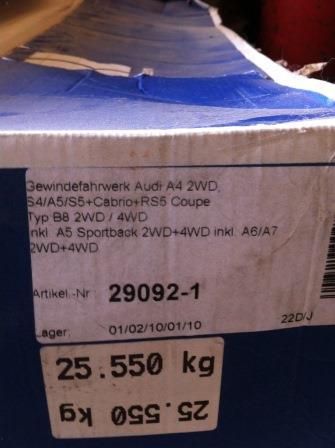 Gewindefahrwerk Audi A4 2WD,
S4/A5/S5+Cabrio+RS5 Coupe
Typ B8 2WD / 4WD
inkl. A5 Sportback 2WD+4WD inkl. A6/A7
2WD+4WD
Artikel.-Nr 29092-1
Lager: 01/02/10/01/10
22D/J
25.550 kg
25.550 kg